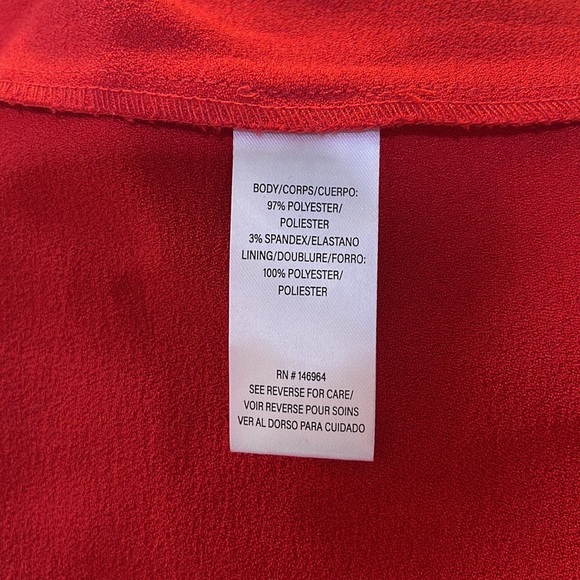 BODY/CORPS/CUERPO:
97% POLYESTER/
POLIESTER
3% SPANDEX/ELASTANO
LINING/DOUBLURE/FORRO:
100% POLYESTER/
POLIESTER
RN # 146964
SEE REVERSE FOR CARE/
VOIR REVERSE POUR SOINS
VER AL DORSO PARA CUIDADO